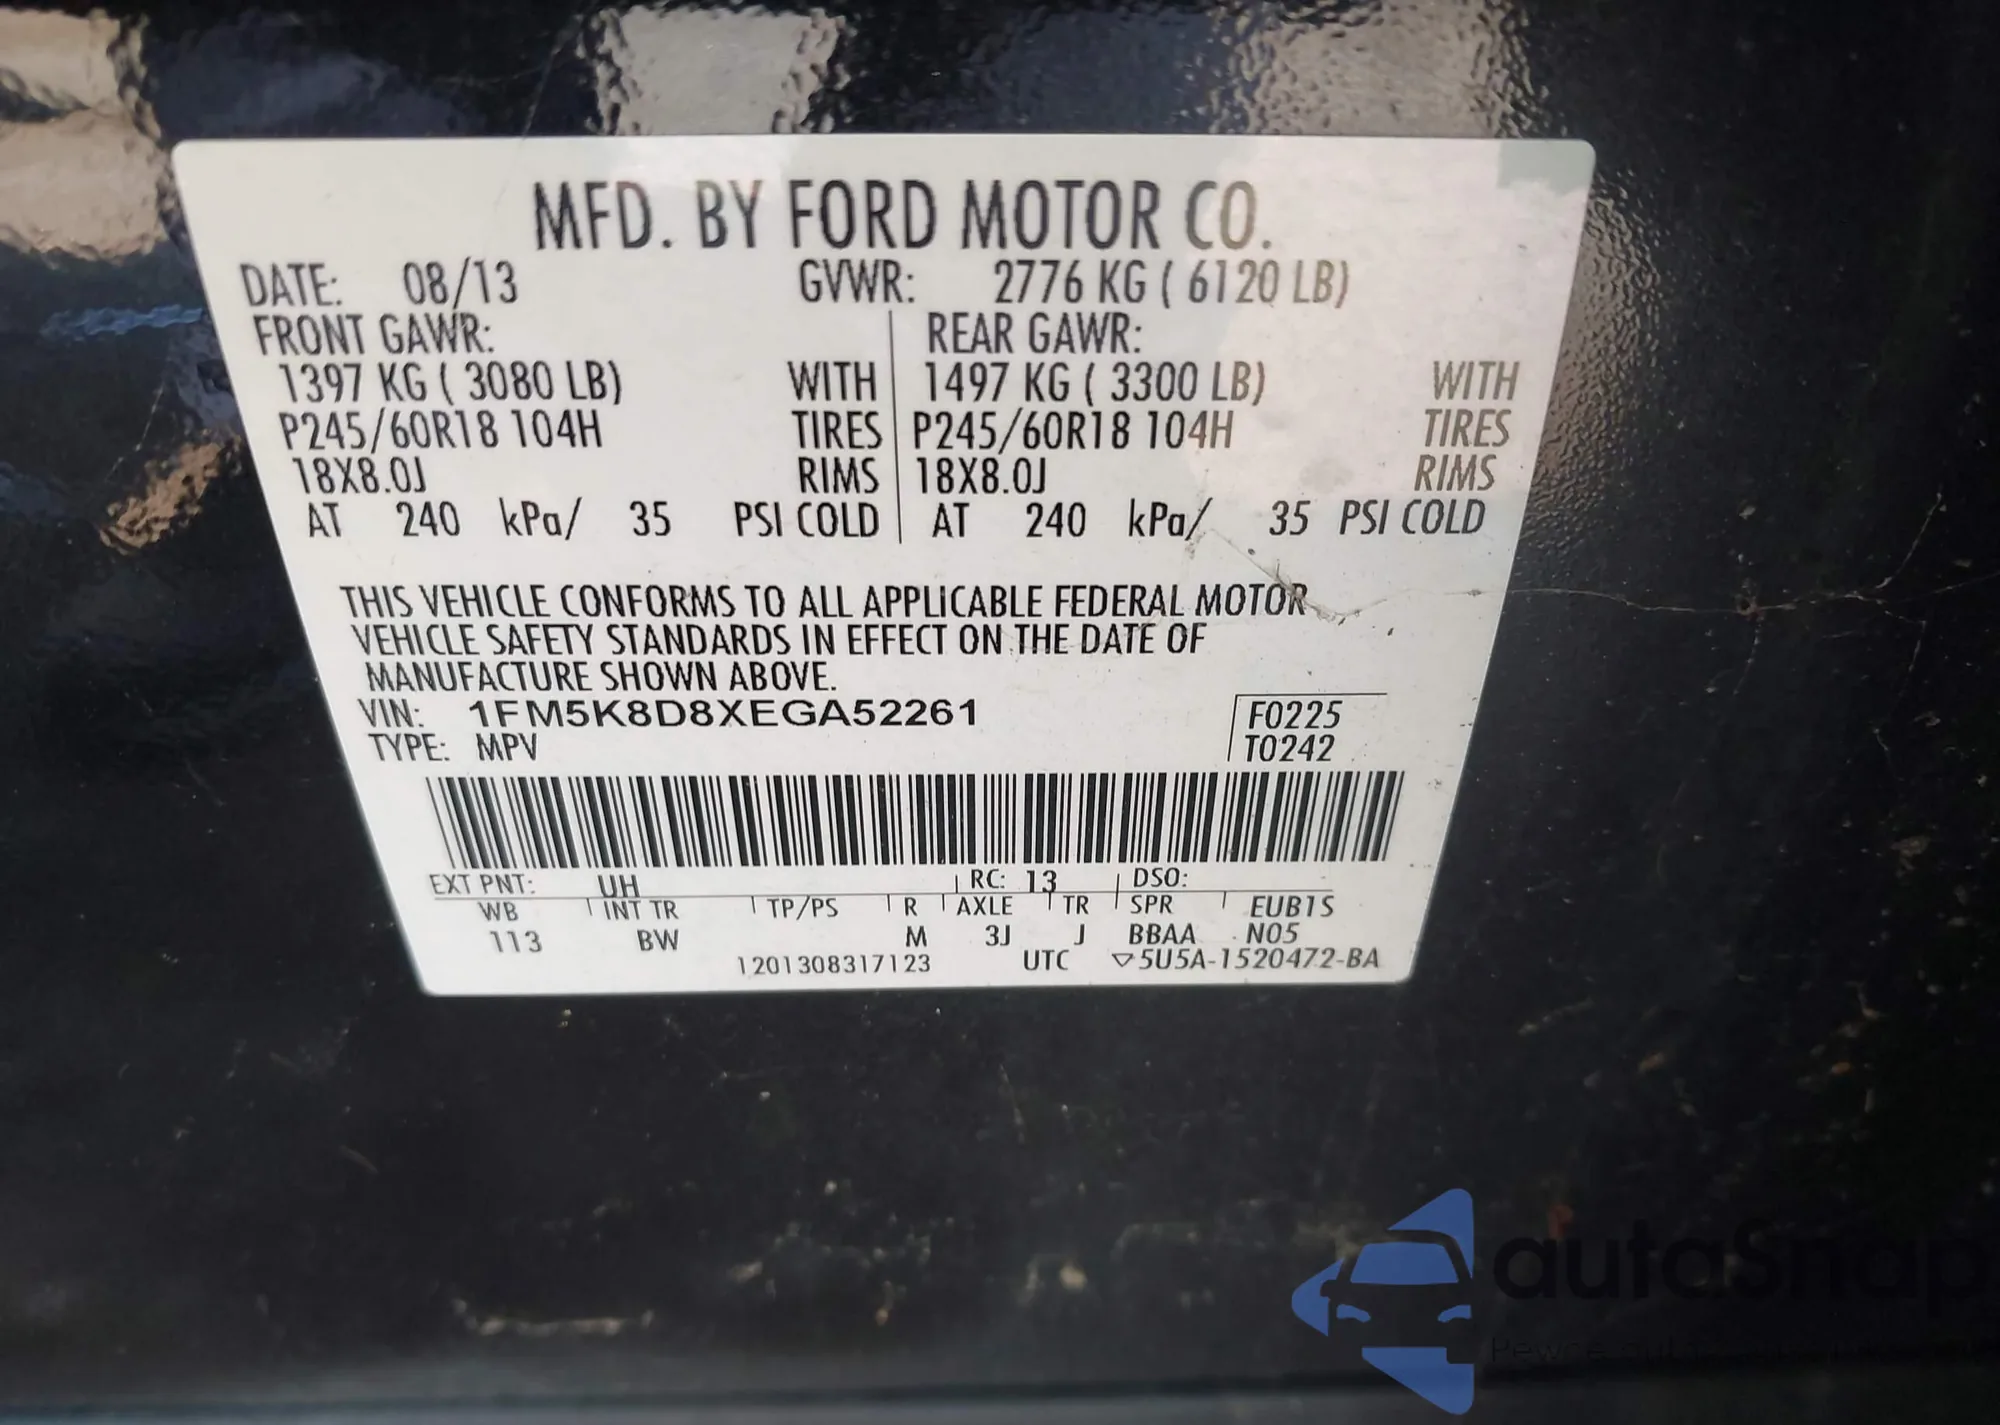 MFD. BY FORD MOTOR CO.
DATE: 08/13 GVWR: 2776 KG ( 6120 LB)
FRONT GAWR: REAR GAWR:
1397 KG ( 3080 LB) WITH 1497 KG ( 3300 LB) WITH
P245/60R18 104H TIRES P245/60R18 104H TIRES
18X8.0J RIMS 18X8.0J RIMS
AT 240 kPa/ 35 PSI COLD AT 240 kPa/ 35 PSI COLD
THIS VEHICLE CONFORMS TO ALL APPLICABLE FEDERAL MOTOR
VEHICLE SAFETY STANDARDS IN EFFECT ON THE DATE OF
MANUFACTURE SHOWN ABOVE.
VIN: 1FM5K8D8XEGA52261 F0225
TYPE: MPV T0242
EXT PNT: UH RC: 13 DSO:
WB INT TR TP/PS R AXLE TR SPR EUB1S
113 BW M 3J J BBAA N05
1201308317123 UTC ▽5U5A-1520472-BA
autaSnap